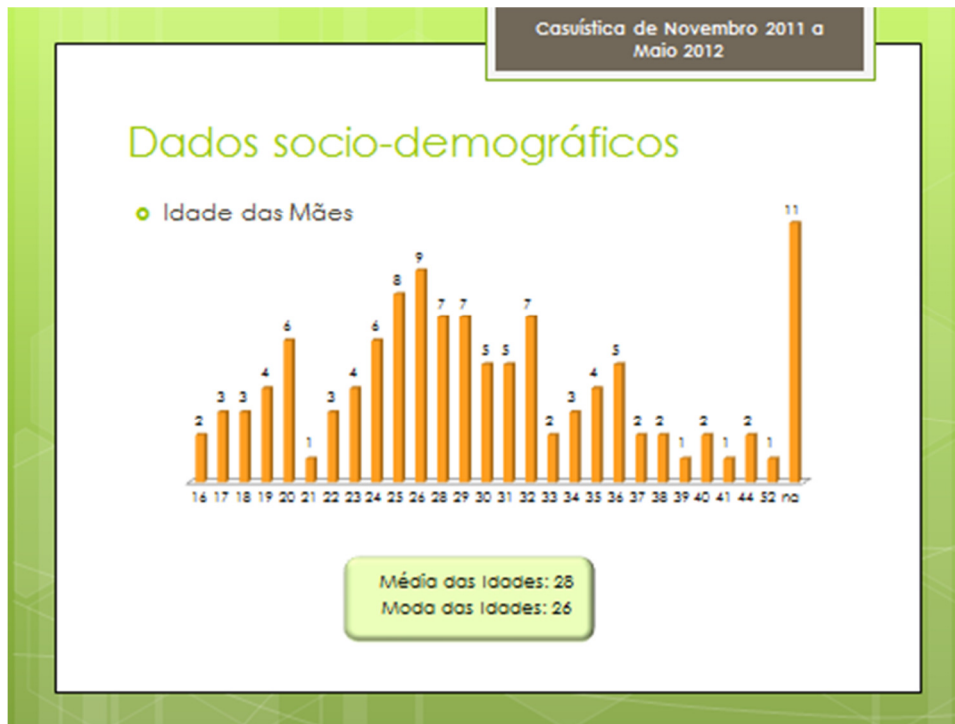 Casuística de Novembro 2011 a
Maio 2012
Dados socio-demográficos
Idade das Mães
11
9
8
7 7 7
6 6
5 5 5
4 4 4
3 3 3 3
2 2 2 2 2 2
1 1 1 1
16 17 18 19 20 21 22 23 24 25 26 28 29 30 31 32 33 34 35 36 37 38 39 40 41 44 52 na
Média das Idades: 28
Moda das Idades: 26